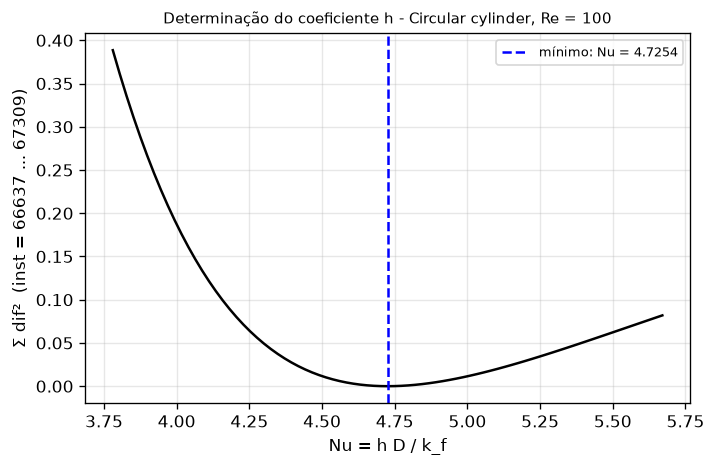 Determinação do coeficiente h - Circular cylinder, Re = 100
mínimo: Nu = 4.7254
Σ dif² (inst = 66637 ... 67309)
0.40
0.35
0.30
0.25
0.20
0.15
0.10
0.05
0.00
3.75 4.00 4.25 4.50 4.75 5.00 5.25 5.50 5.75
Nu = h D / k_f